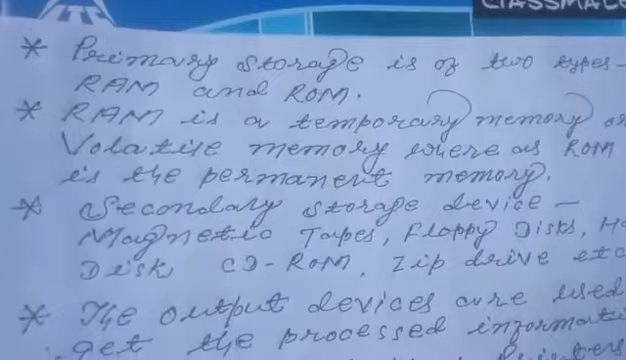 CLASSMATE
* Primary storage is of two types -
RAM and ROM.
* RAM is a temporary memory or
Volatile memory where as ROM
is the permanent memory.
* Secondary storage device -
Magnetic Tapes, Floppy Disks,
Disk, CD-ROM, Zip drive etc
* The output devices are used
get the processed